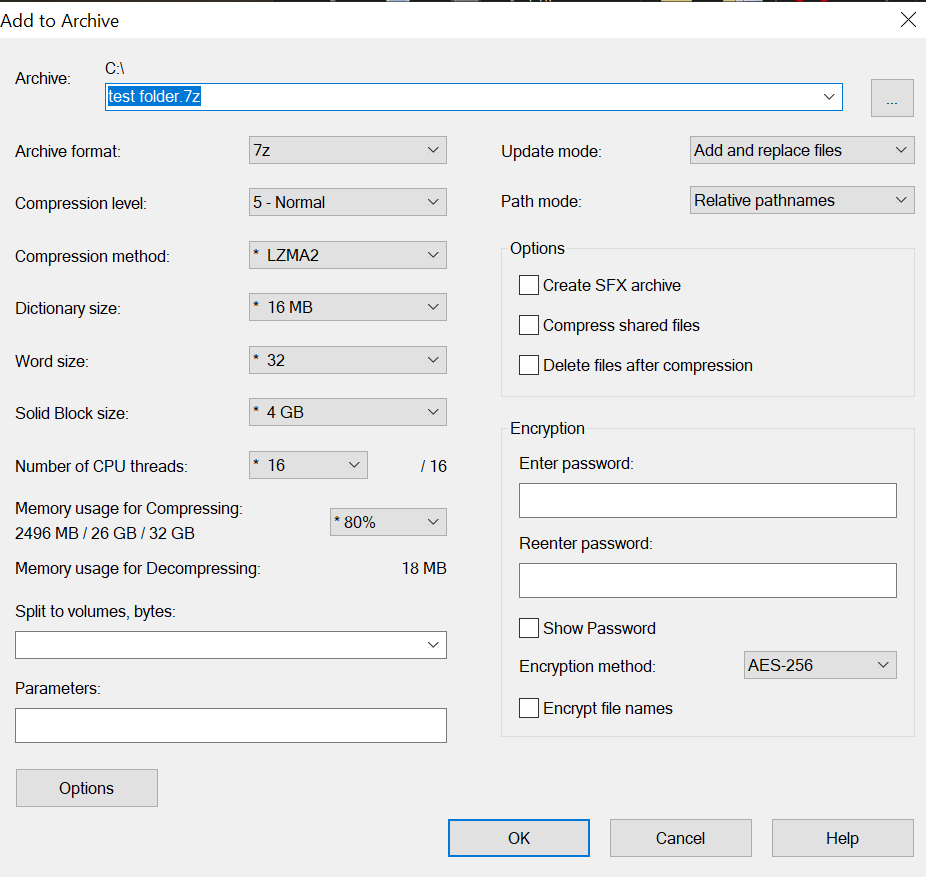 Add to Archive
Archive:
C:\
test folder.7z
...
Archive format:
7z
Compression level:
5 - Normal
Compression method:
* LZMA2
Dictionary size:
* 16 MB
Word size:
* 32
Solid Block size:
* 4 GB
Number of CPU threads:
* 16
/ 16
Memory usage for Compressing:
2496 MB / 26 GB / 32 GB
* 80%
Memory usage for Decompressing:
18 MB
Split to volumes, bytes:
Parameters:
Options
Update mode:
Add and replace files
Path mode:
Relative pathnames
Options
Create SFX archive
Compress shared files
Delete files after compression
Encryption
Enter password:
Reenter password:
Show Password
Encryption method:
AES-256
Encrypt file names
OK
Cancel
Help